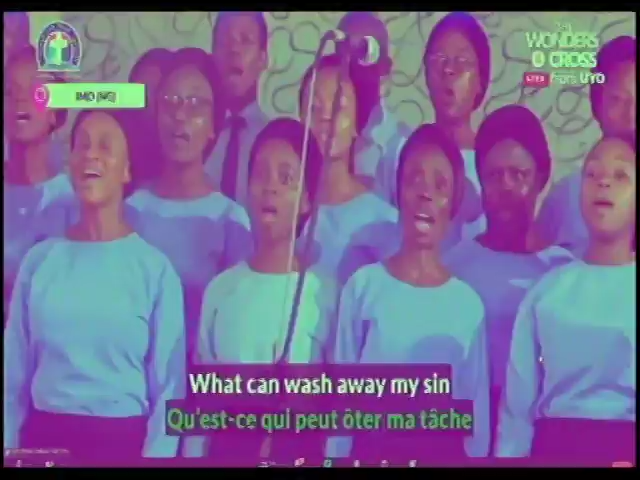 WONDERS
O CROSS
LIVE from UYO
IMO (NG)
What can wash away my sin
Qu'est-ce qui peut ôter ma tâche